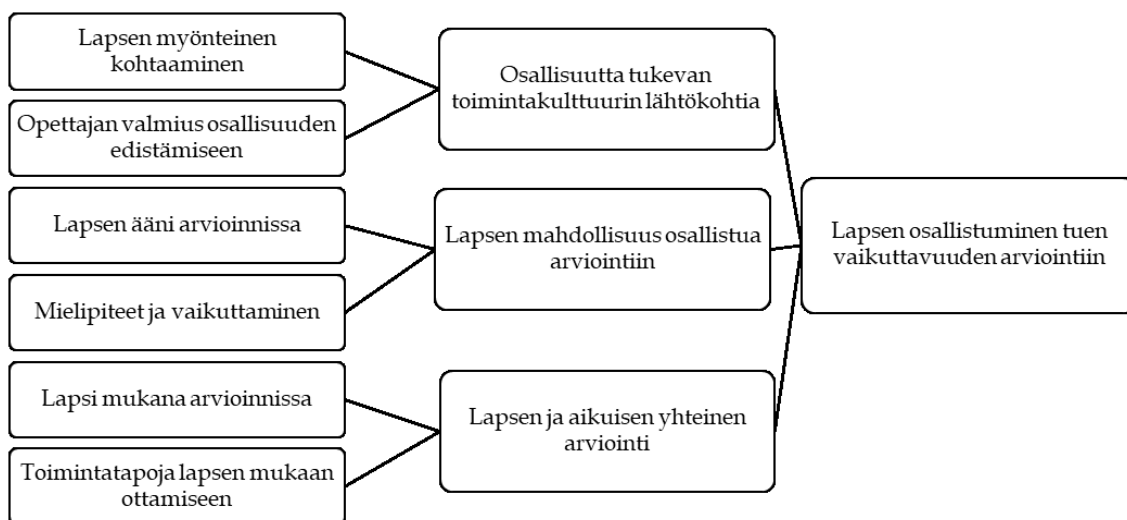 Lapsen myönteinen
kohtaaminen
Opettajan valmius osallisuuden
edistämiseen
Lapsen ääni arvioinnissa
Mielipiteet ja vaikuttaminen
Lapsi mukana arvioinnissa
Toimintatapoja lapsen mukaan
ottamiseen
Osallisuutta tukevan
toimintakulttuurin lähtökohtia
Lapsen mahdollisuus osallistua
arviointiin
Lapsen ja aikuisen yhteinen
arviointi
Lapsen osallistuminen tuen
vaikuttavuuden arviointiin